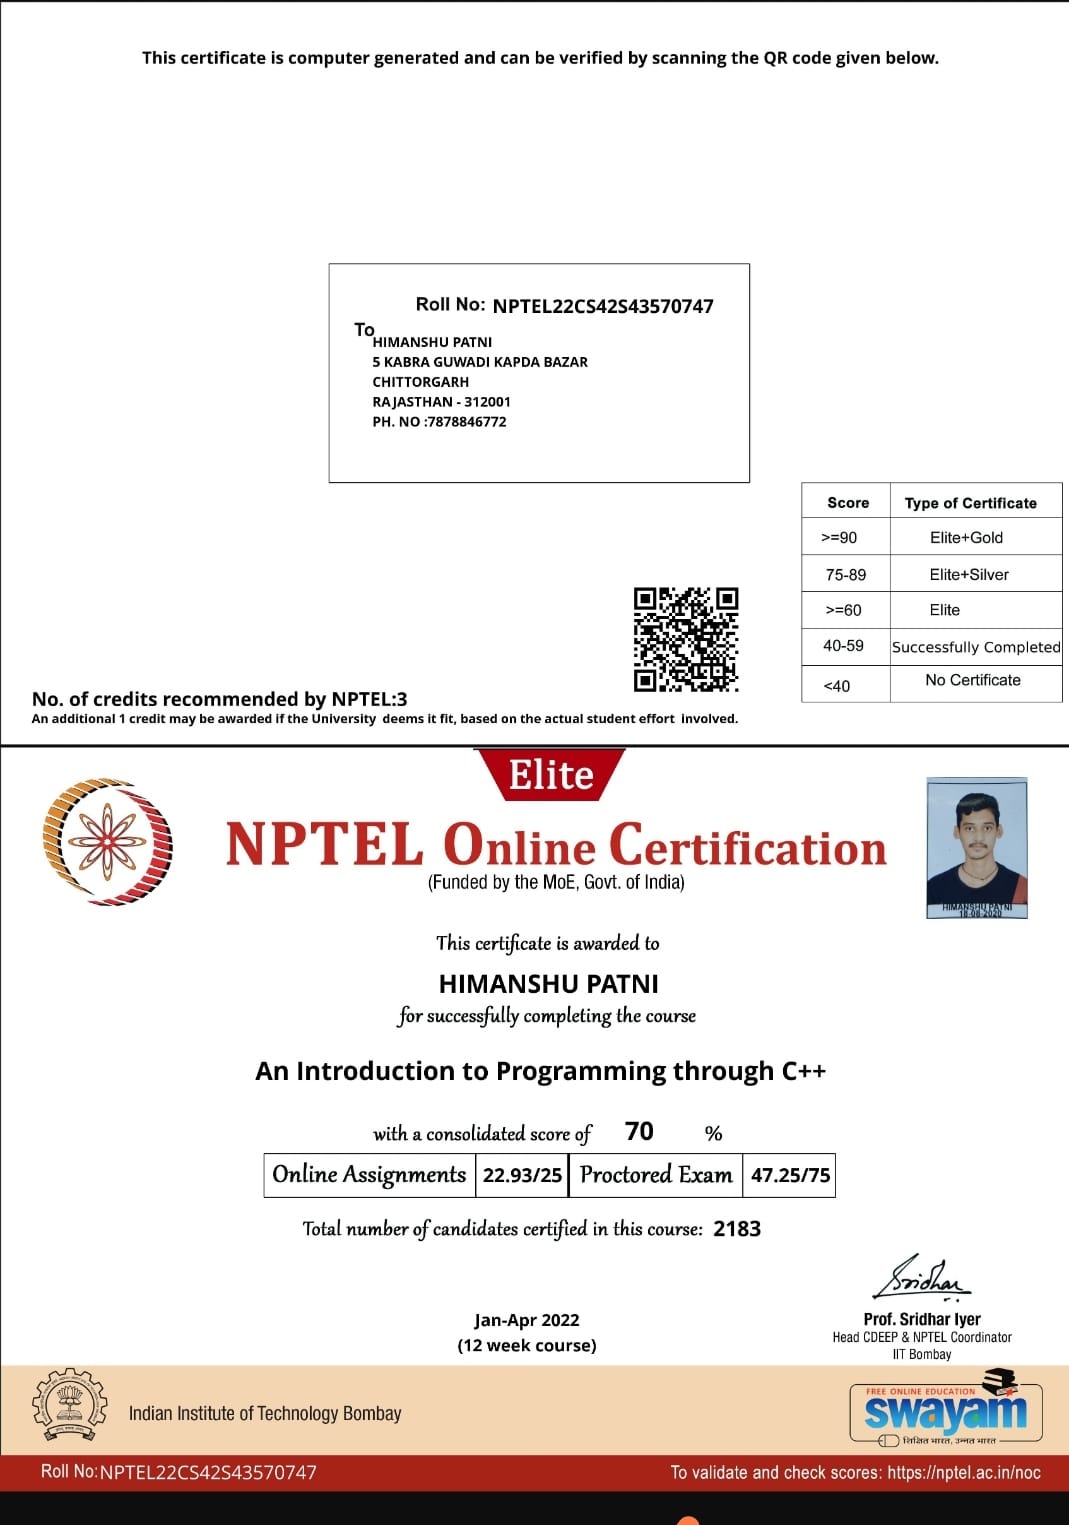 This certificate is computer generated and can be verified by scanning the QR code given below.
Roll No: NPTEL22CS42S43570747
To
HIMANSHU PATNI
5 KABRA GUWADI KAPDA BAZAR
CHITTORGARH
RAJASTHAN - 312001
PH. NO :7878846772
Score Type of Certificate
>=90 Elite+Gold
75-89 Elite+Silver
>=60 Elite
40-59 Successfully Completed
<40 No Certificate
No. of credits recommended by NPTEL:3
An additional 1 credit may be awarded if the University deems it fit, based on the actual student effort involved.
Elite
NPTEL Online Certification
(Funded by the MoE, Govt. of India)
HIMANSHU PATNI
18-08-2020
This certificate is awarded to
HIMANSHU PATNI
for successfully completing the course
An Introduction to Programming through C++
with a consolidated score of 70 %
Online Assignments 22.93/25 Proctored Exam 47.25/75
Total number of candidates certified in this course: 2183
Sridhar
Jan-Apr 2022
(12 week course)
Prof. Sridhar Iyer
Head CDEEP & NPTEL Coordinator
IIT Bombay
Indian Institute of Technology Bombay
FREE ONLINE EDUCATION
swayam
शिक्षित भारत, उन्नत भारत
Roll No:NPTEL22CS42S43570747
To validate and check scores: https://nptel.ac.in/noc